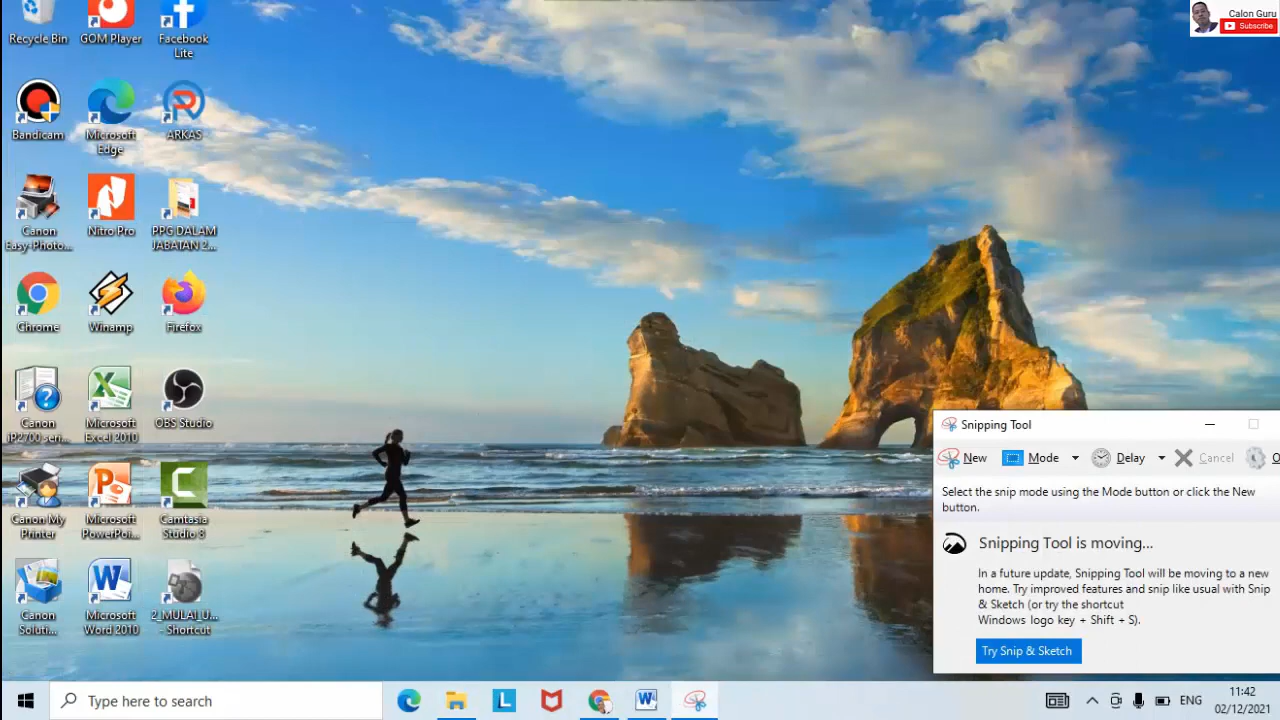 Recycle Bin
GOM Player
Facebook
Lite
Calon Guru
Subscribe
Bandicam
Microsoft
Edge
ARKAS
Canon
Easy-Photo...
Nitro Pro
PPG DALAM
JABATAN 2...
Chrome
Winamp
Firefox
Canon
iP2700 seri...
Microsoft
Excel 2010
OBS Studio
Canon My
Printer
Microsoft
PowerPoi...
Camtasia
Studio 8
Canon
Soluti...
Microsoft
Word 2010
2_MULAI_U...
- Shortcut
Snipping Tool
New Mode Delay Cancel O
Select the snip mode using the Mode button or click the New
button.
Snipping Tool is moving...
In a future update, Snipping Tool will be moving to a new
home. Try improved features and snip like usual with Snip
& Sketch (or try the shortcut
Windows logo key + Shift + S).
Try Snip & Sketch
Type here to search
ENG
11:42
02/12/2021